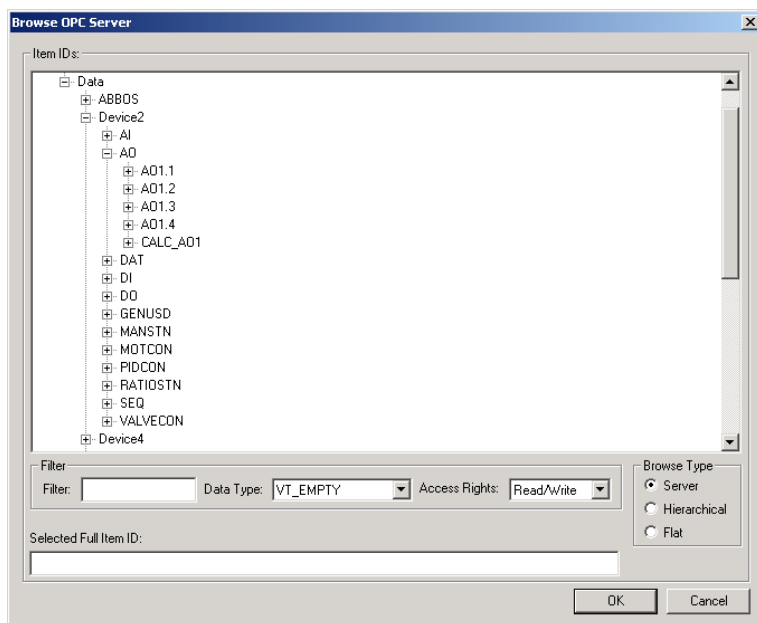 Browse OPC Server
Item IDs:
Data
ABBOS
Device2
AI
AO
AO1.1
AO1.2
AO1.3
AO1.4
CALC_AO1
DAT
DI
DO
GENUSD
MANSTN
MOTCON
PIDCON
RATIOSTN
SEQ
VALVECON
Device4
Filter
Filter: Data Type: VT_EMPTY Access Rights: Read/Write
Browse Type
Server
Hierarchical
Flat
Selected Full Item ID:
OK Cancel